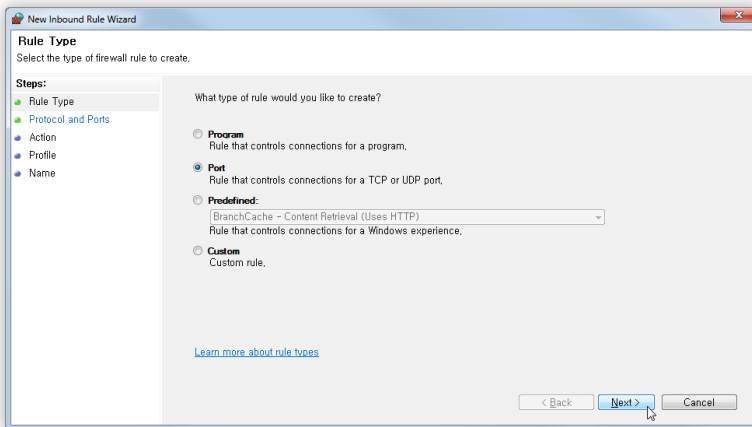 New Inbound Rule Wizard
Rule Type
Select the type of firewall rule to create.
Steps:
Rule Type
Protocol and Ports
Action
Profile
Name
What type of rule would you like to create?
Program
Rule that controls connections for a program.
Port
Rule that controls connections for a TCP or UDP port.
Predefined:
BranchCache - Content Retrieval (Uses HTTP)
Rule that controls connections for a Windows experience.
Custom
Custom rule.
Learn more about rule types
< Back Next > Cancel